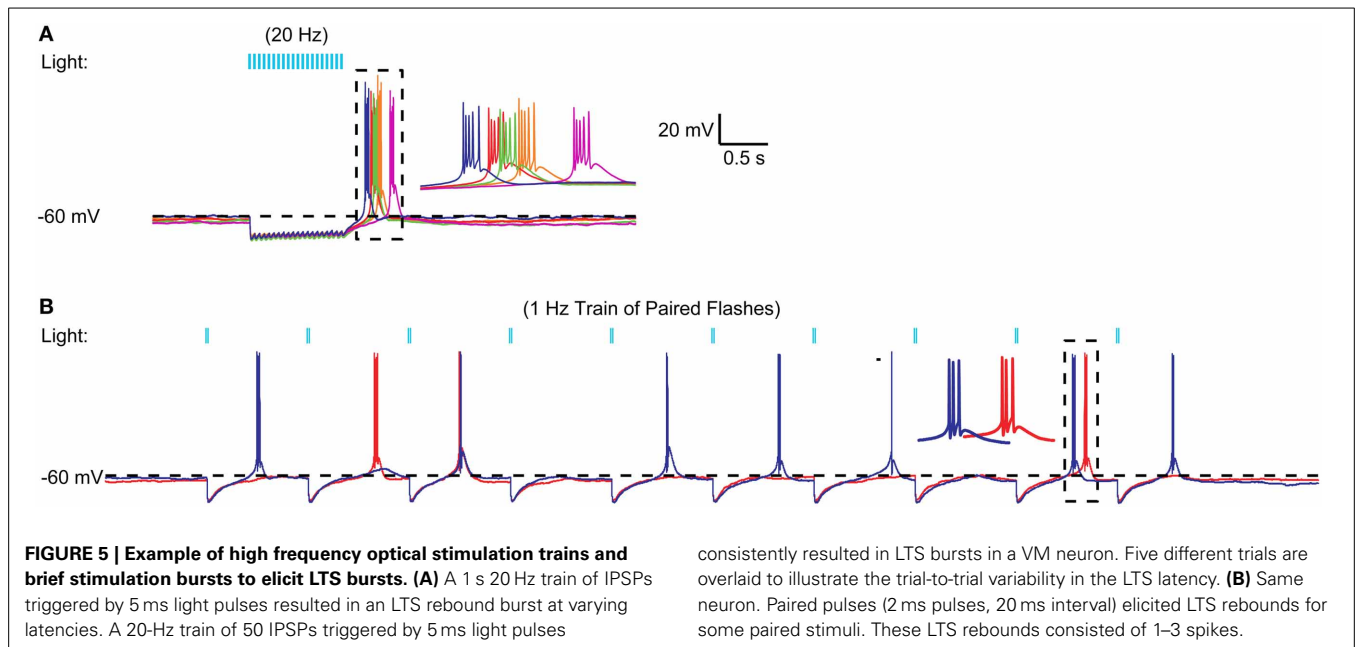 A
(20 Hz)
Light:
20 mV
0.5 s
-60 mV
B
(1 Hz Train of Paired Flashes)
Light:
-60 mV
FIGURE 5 | Example of high frequency optical stimulation trains and
brief stimulation bursts to elicit LTS bursts. (A) A 1 s 20 Hz train of IPSPs
triggered by 5 ms light pulses resulted in an LTS rebound burst at varying
latencies. A 20-Hz train of 50 IPSPs triggered by 5 ms light pulses
consistently resulted in LTS bursts in a VM neuron. Five different trials are
overlaid to illustrate the trial-to-trial variability in the LTS latency. (B) Same
neuron. Paired pulses (2 ms pulses, 20 ms interval) elicited LTS rebounds for
some paired stimuli. These LTS rebounds consisted of 1–3 spikes.